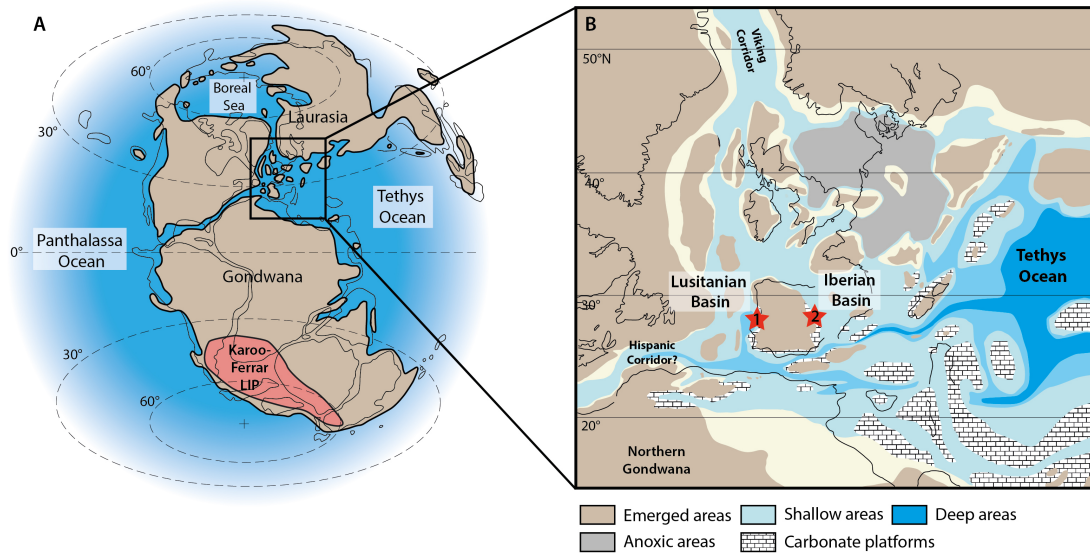 A
60°
Boreal
Sea
Laurasia
30°
Tethys
Ocean
Panthalassa
Ocean
0°
Gondwana
30°
Karoo-
Ferrar
LIP
60°
B
Viking
Corridor
50°N
40°
Tethys
Ocean
Lusitanian
Basin
Iberian
Basin
30°
1
2
Hispanic
Corridor?
20°
Northern
Gondwana
Emerged areas
Shallow areas
Deep areas
Anoxic areas
Carbonate platforms